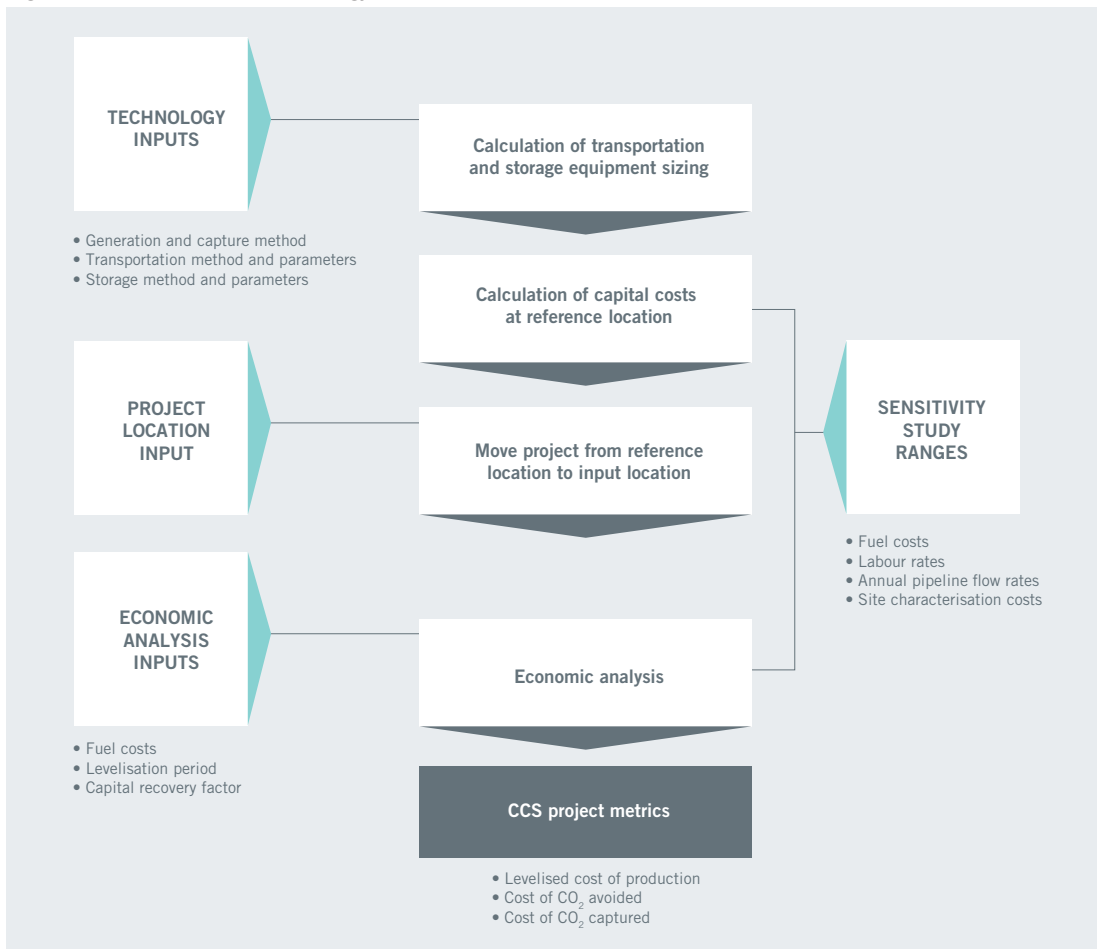 TECHNOLOGY
INPUTS
• Generation and capture method
• Transportation method and parameters
• Storage method and parameters
Calculation of transportation
and storage equipment sizing
Calculation of capital costs
at reference location
PROJECT
LOCATION
INPUT
Move project from reference
location to input location
SENSITIVITY
STUDY
RANGES
• Fuel costs
• Labour rates
• Annual pipeline flow rates
• Site characterisation costs
ECONOMIC
ANALYSIS
INPUTS
• Fuel costs
• Levelisation period
• Capital recovery factor
Economic analysis
CCS project metrics
• Levelised cost of production
• Cost of CO₂ avoided
• Cost of CO₂ captured